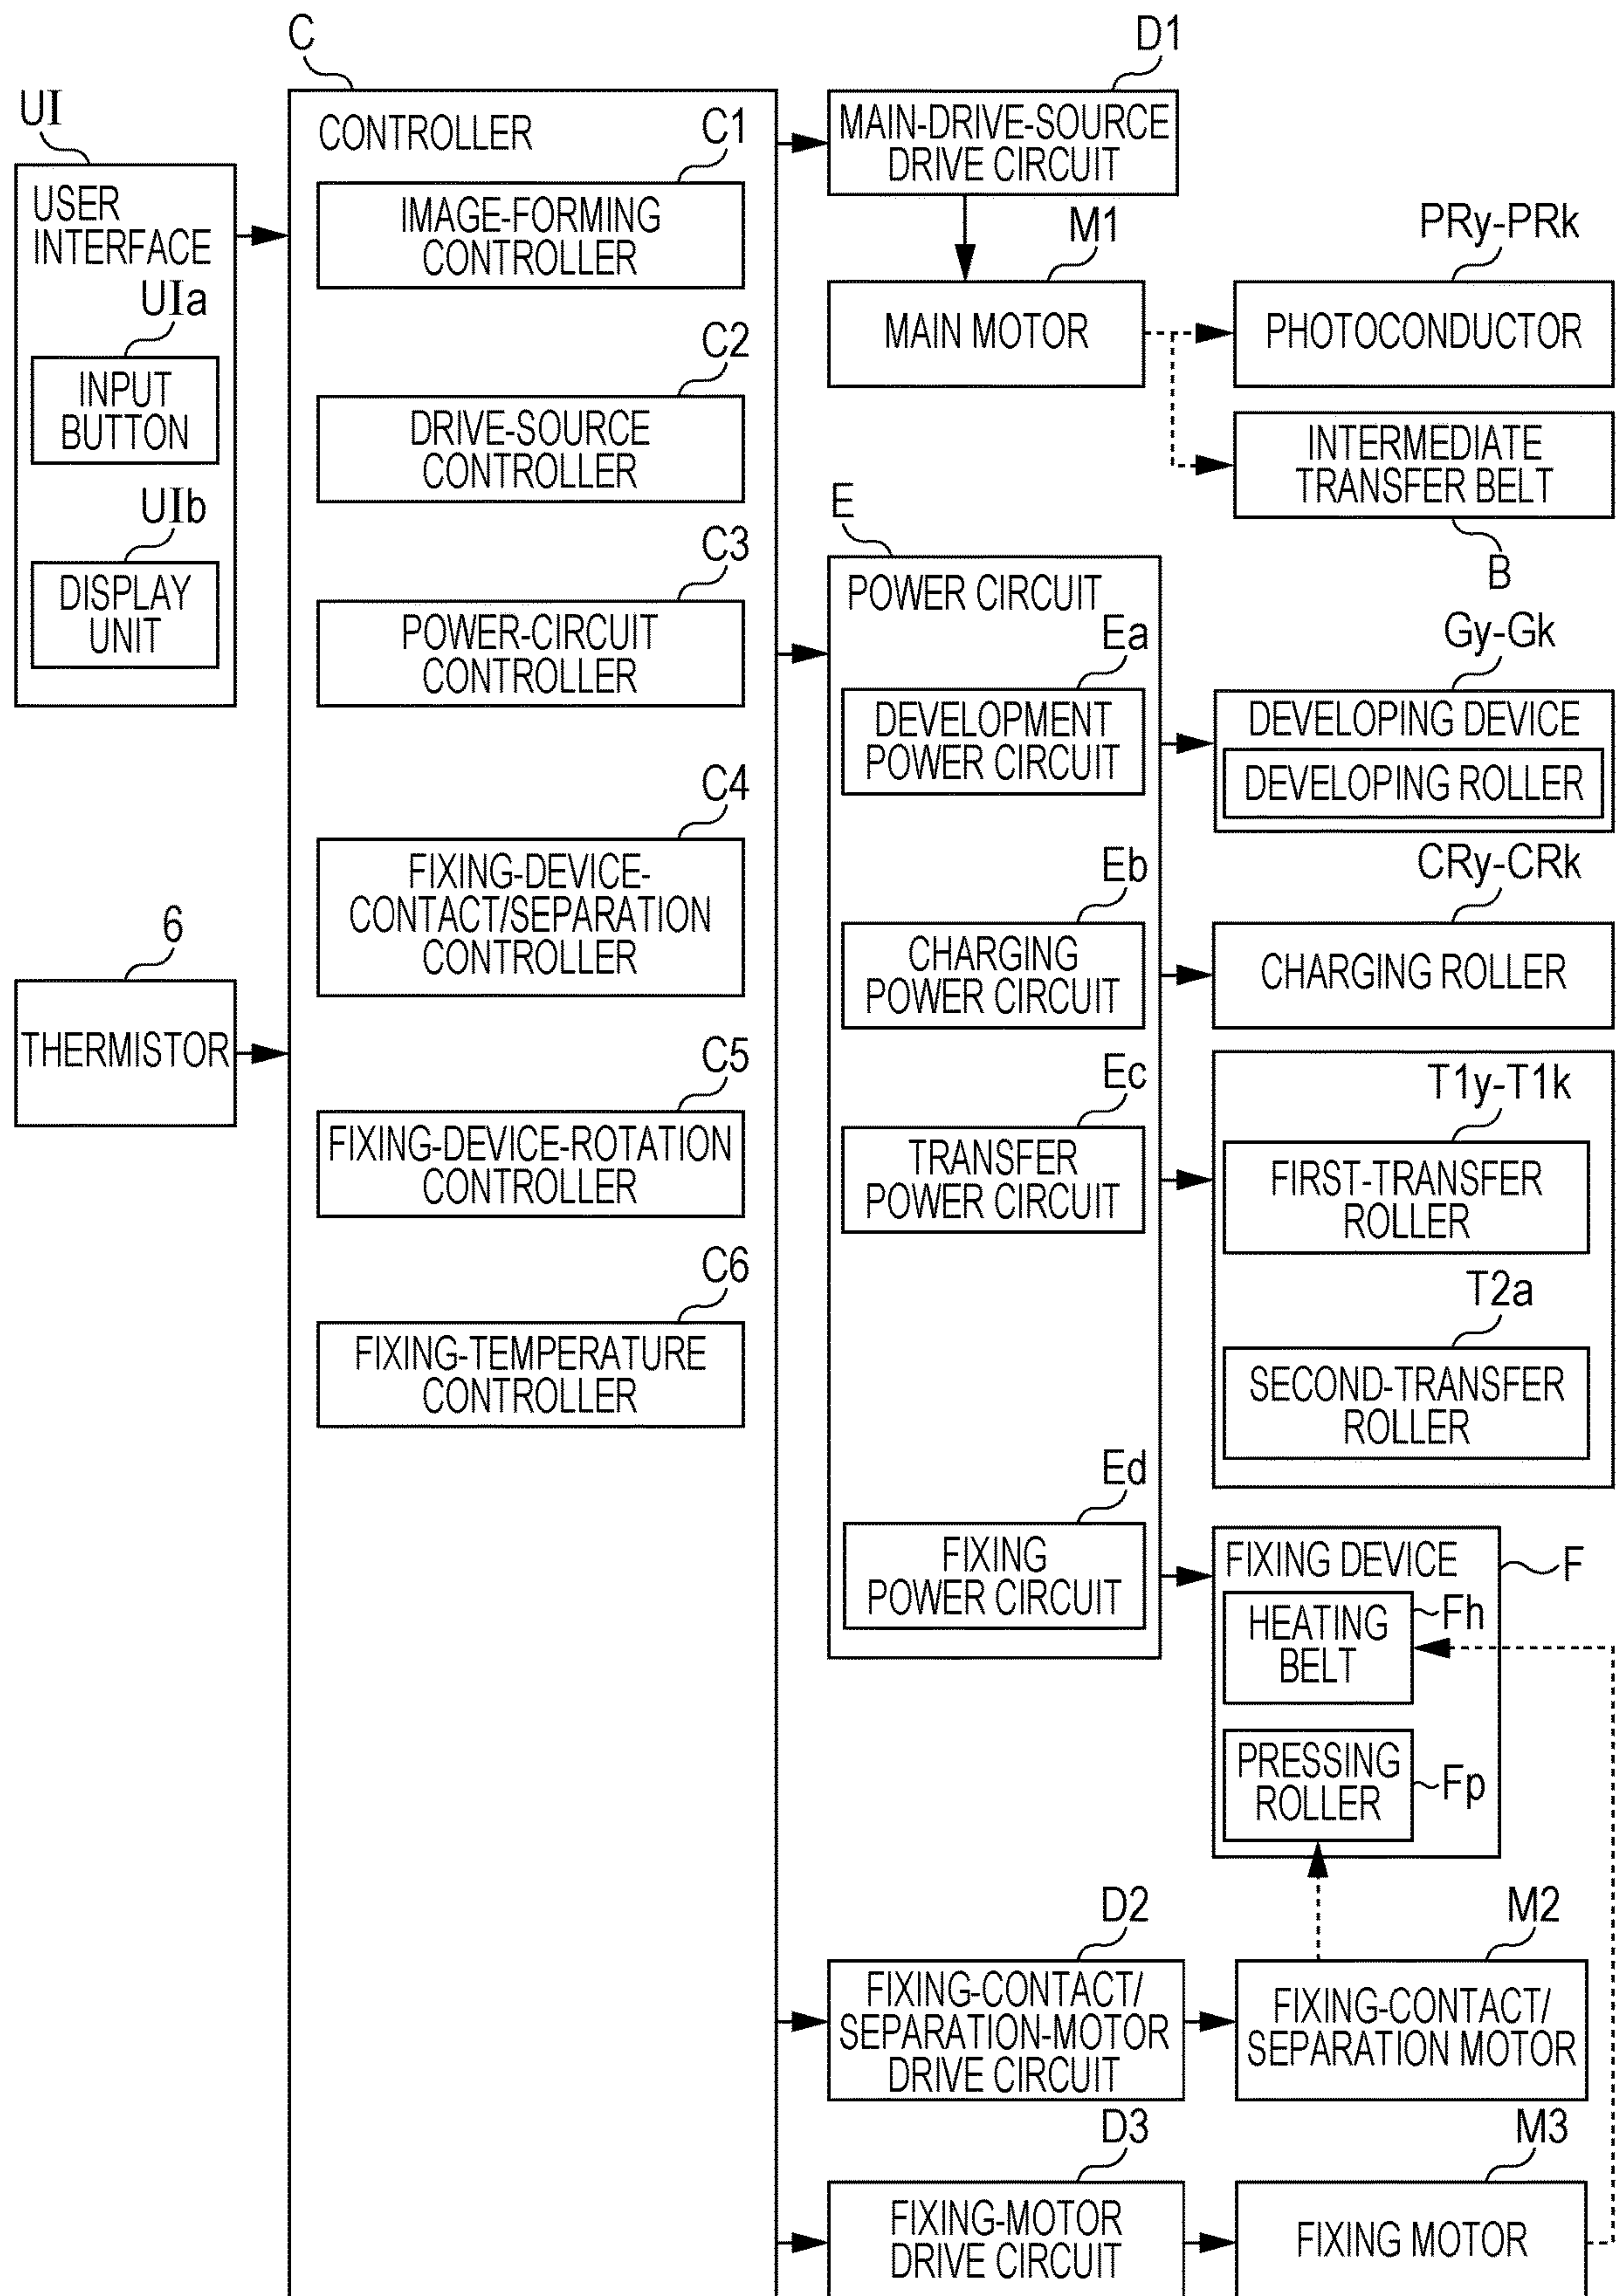 C
D1
UI
CONTROLLER
C1
MAIN-DRIVE-SOURCE
DRIVE CIRCUIT
USER
INTERFACE
IMAGE-FORMING
CONTROLLER
M1
PRy-PRk
UIa
MAIN MOTOR
PHOTOCONDUCTOR
INPUT
BUTTON
C2
DRIVE-SOURCE
CONTROLLER
INTERMEDIATE
TRANSFER BELT
UIb
E
B
DISPLAY
UNIT
C3
POWER-CIRCUIT
CONTROLLER
POWER CIRCUIT
Ea
Gy-Gk
DEVELOPMENT
POWER CIRCUIT
DEVELOPING DEVICE
DEVELOPING ROLLER
C4
FIXING-DEVICE-
CONTACT/SEPARATION
CONTROLLER
Eb
CRy-CRk
CHARGING
POWER CIRCUIT
CHARGING ROLLER
6
THERMISTOR
C5
FIXING-DEVICE-ROTATION
CONTROLLER
Ec
T1y-T1k
TRANSFER
POWER CIRCUIT
FIRST-TRANSFER
ROLLER
C6
FIXING-TEMPERATURE
CONTROLLER
T2a
SECOND-TRANSFER
ROLLER
Ed
FIXING
POWER CIRCUIT
FIXING DEVICE
F
HEATING
BELT
Fh
PRESSING
ROLLER
Fp
D2
M2
FIXING-CONTACT/
SEPARATION-MOTOR
DRIVE CIRCUIT
FIXING-CONTACT/
SEPARATION MOTOR
D3
M3
FIXING-MOTOR
DRIVE CIRCUIT
FIXING MOTOR